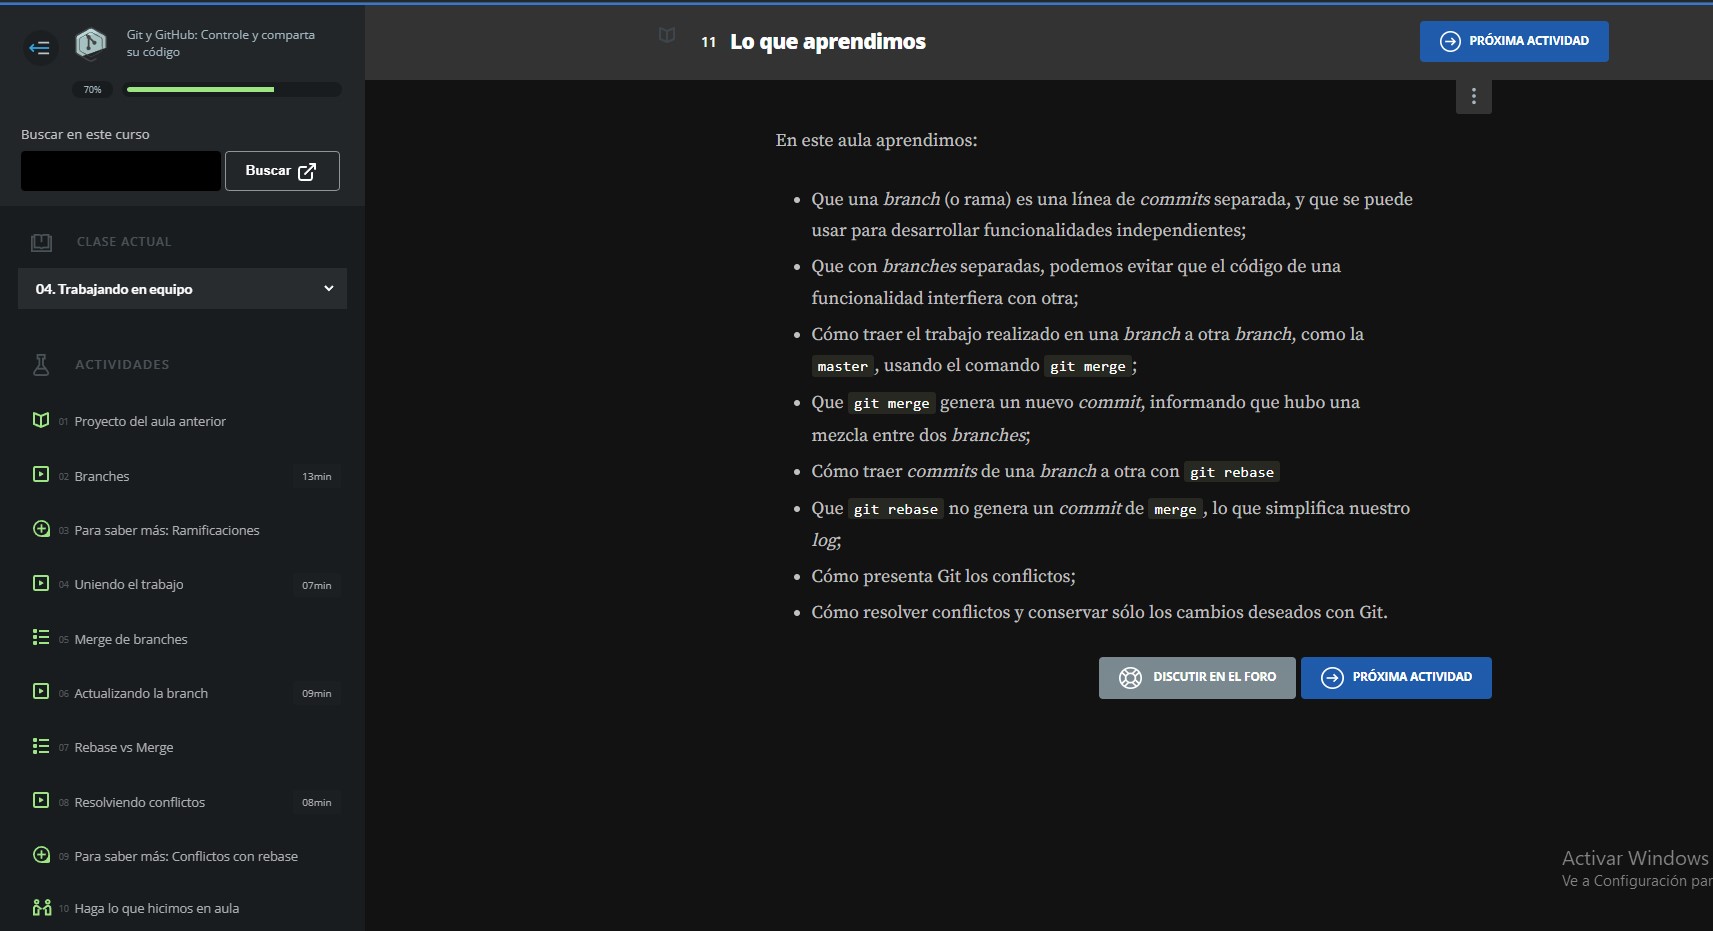 Git y GitHub: Controle y comparta
su código
70%
Buscar en este curso
Buscar
CLASE ACTUAL
04. Trabajando en equipo
ACTIVIDADES
01 Proyecto del aula anterior
02 Branches 13min
03 Para saber más: Ramificaciones
04 Uniendo el trabajo 07min
05 Merge de branches
06 Actualizando la branch 09min
07 Rebase vs Merge
08 Resolviendo conflictos 08min
09 Para saber más: Conflictos con rebase
10 Haga lo que hicimos en aula
11 Lo que aprendimos
PRÓXIMA ACTIVIDAD
En este aula aprendimos:
• Que una branch (o rama) es una línea de commits separada, y que se puede
usar para desarrollar funcionalidades independientes;
• Que con branches separadas, podemos evitar que el código de una
funcionalidad interfiera con otra;
• Cómo traer el trabajo realizado en una branch a otra branch, como la
master, usando el comando git merge;
• Que git merge genera un nuevo commit, informando que hubo una
mezcla entre dos branches;
• Cómo traer commits de una branch a otra con git rebase
• Que git rebase no genera un commit de merge, lo que simplifica nuestro
log;
• Cómo presenta Git los conflictos;
• Cómo resolver conflictos y conservar sólo los cambios deseados con Git.
DISCUTIR EN EL FORO
PRÓXIMA ACTIVIDAD
Activar Windows
Ve a Configuración par